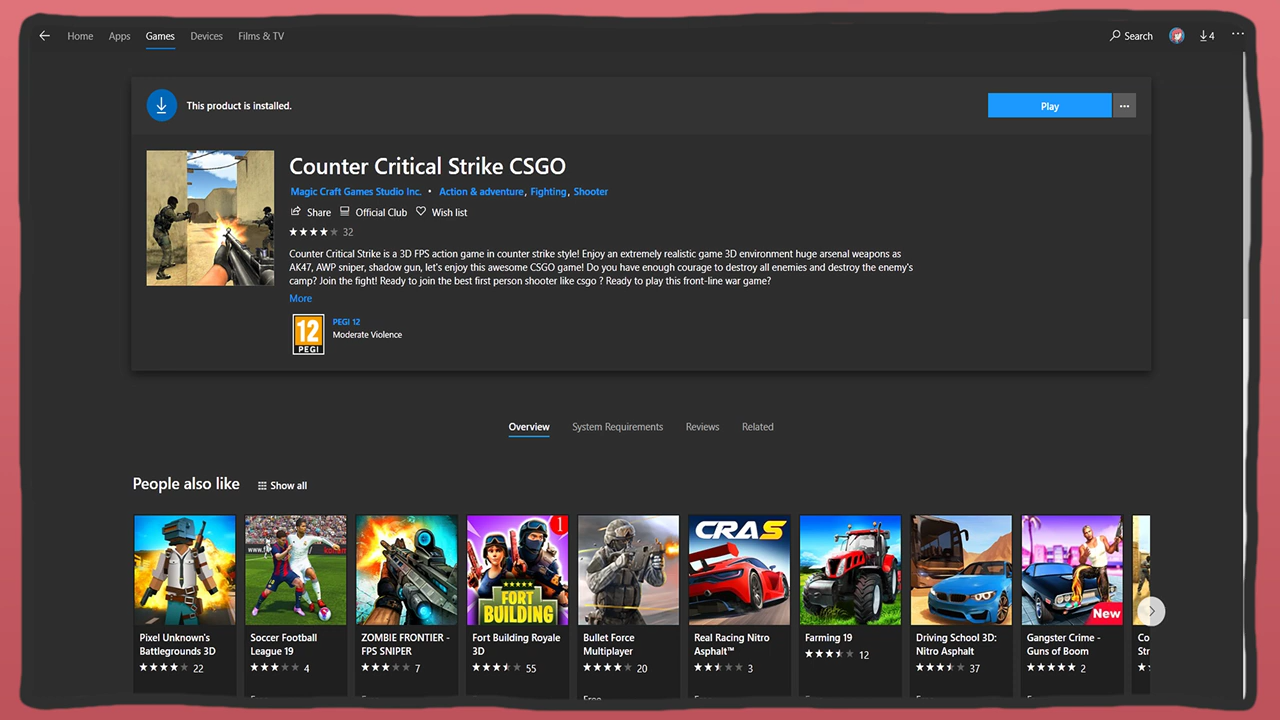 Home Apps Games Devices Films & TV Search 4
This product is installed.
Play
Counter Critical Strike CSGO
Magic Craft Games Studio Inc. • Action & adventure, Fighting, Shooter
Share Official Club Wish list
32
Counter Critical Strike is a 3D FPS action game in counter strike style! Enjoy an extremely realistic game 3D environment huge arsenal weapons as
AK47, AWP sniper, shadow gun, let's enjoy this awesome CSGO game! Do you have enough courage to destroy all enemies and destroy the enemy's
camp? Join the fight! Ready to join the best first person shooter like csgo ? Ready to play this front-line war game?
More
12
PEGI
PEGI 12
Moderate Violence
Overview System Requirements Reviews Related
People also like Show all
1
FORT
BUILDING
CRAS
New
Pixel Unknown's
Battlegrounds 3D
22
Soccer Football
League 19
4
ZOMBIE FRONTIER -
FPS SNIPER
7
Fort Building Royale
3D
55
Bullet Force
Multiplayer
20
Free
Real Racing Nitro
Asphalt™
3
Farming 19
12
Driving School 3D:
Nitro Asphalt
37
Gangster Crime -
Guns of Boom
2
Co
Str